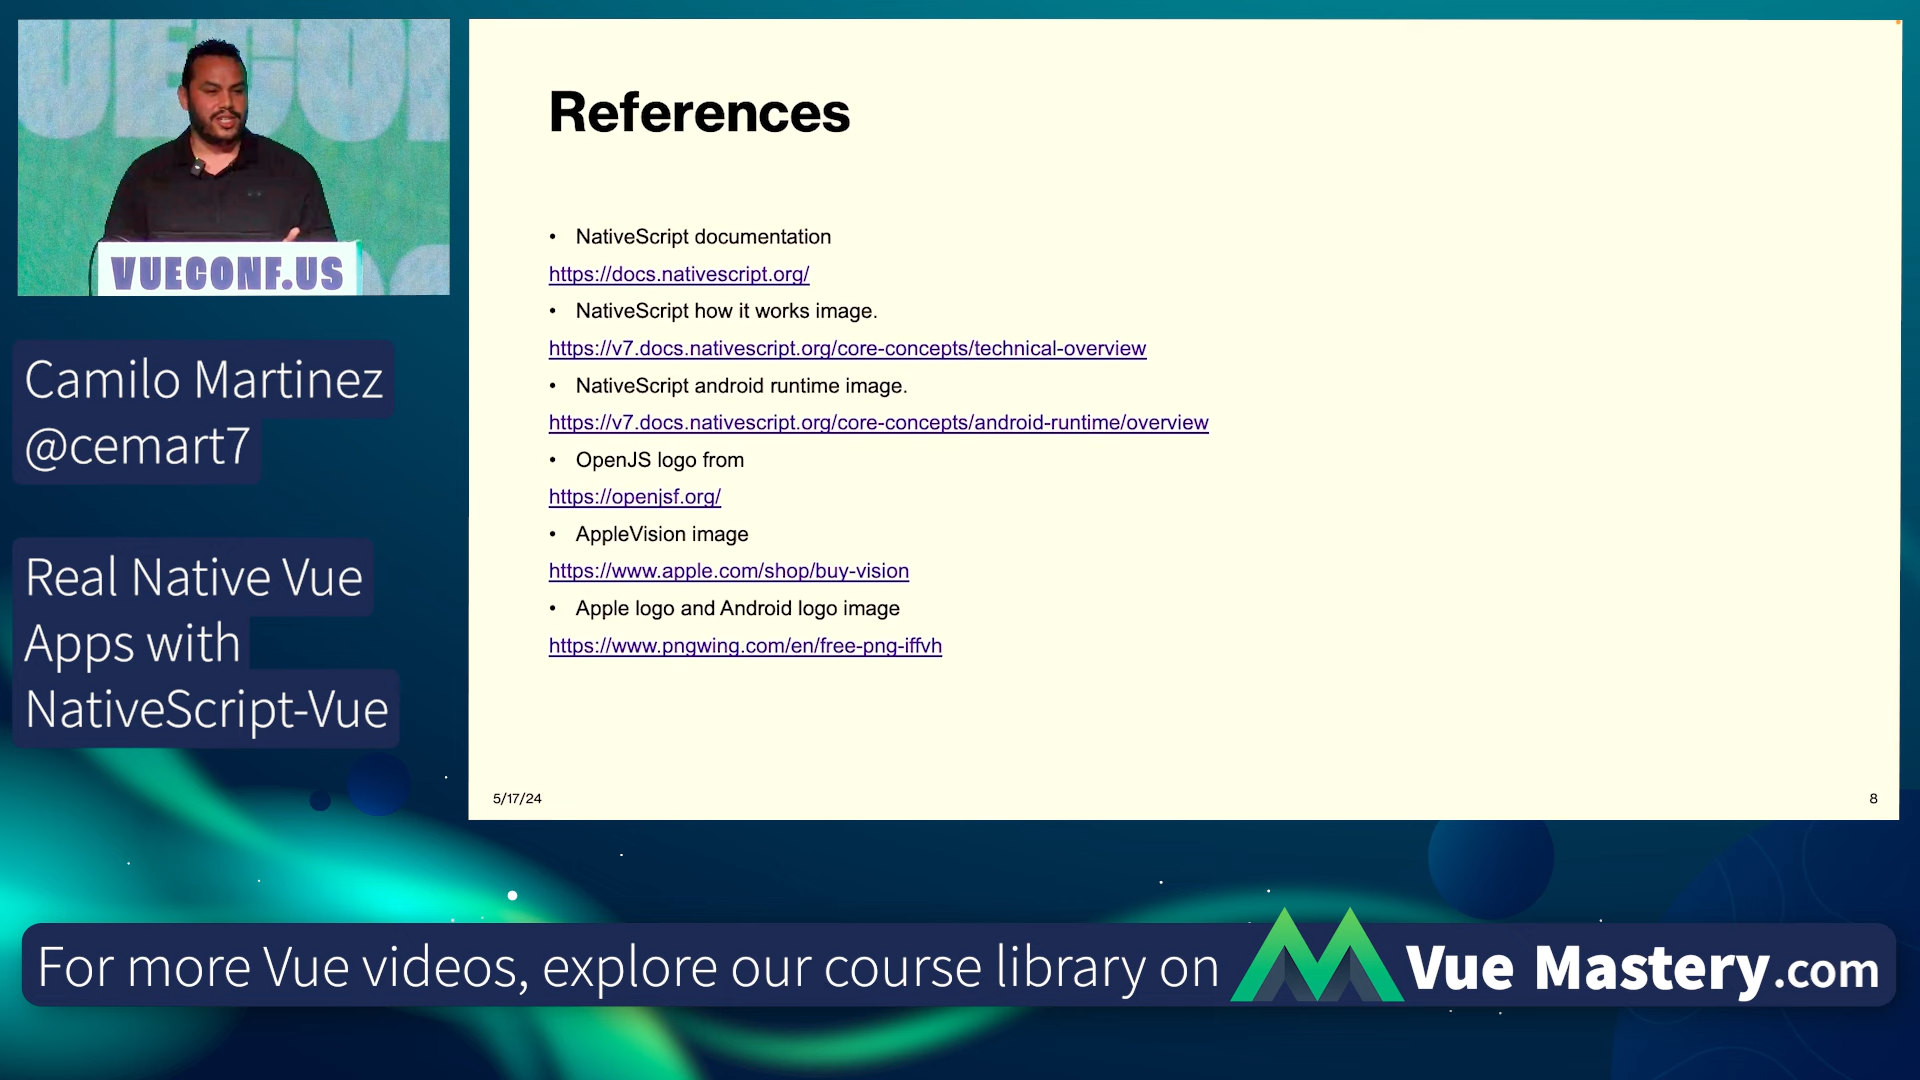 VUECONF.US
Camilo Martinez
@cemart7
Real Native Vue
Apps with
NativeScript-Vue
References
• NativeScript documentation
https://docs.nativescript.org/
• NativeScript how it works image.
https://v7.docs.nativescript.org/core-concepts/technical-overview
• NativeScript android runtime image.
https://v7.docs.nativescript.org/core-concepts/android-runtime/overview
• OpenJS logo from
https://openjsf.org/
• AppleVision image
https://www.apple.com/shop/buy-vision
• Apple logo and Android logo image
https://www.pngwing.com/en/free-png-iffvh
5/17/24
8
For more Vue videos, explore our course library on Vue Mastery.com